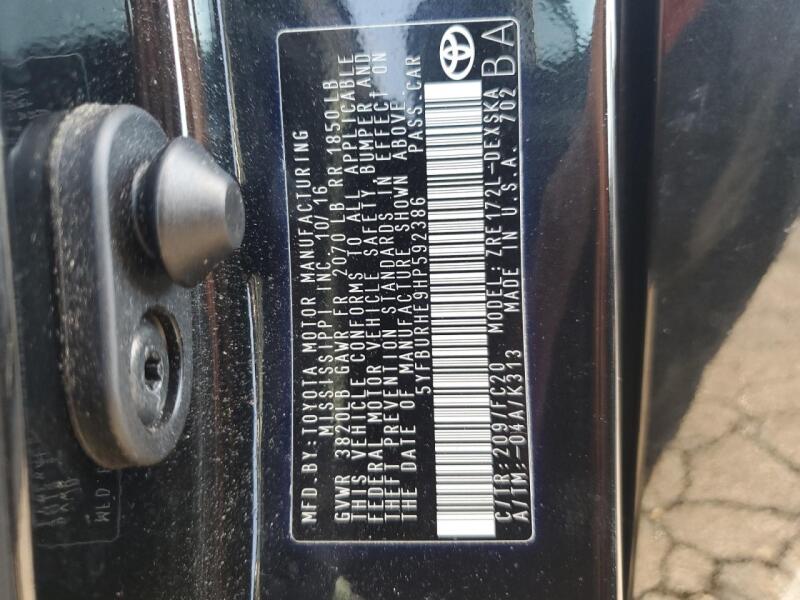 MFD. BY: TOYOTA MOTOR MANUFACTURING
MISSISSIPPI, INC. 10/16
GVWR 3820LB GAWR FR 2070 LB RR 1850LB
THIS VEHICLE CONFORMS TO ALL APPLICABLE
FEDERAL MOTOR VEHICLE SAFETY, BUMPER AND
THEFT PREVENTION STANDARDS IN EFFECT ON
THE DATE OF MANUFACTURE SHOWN ABOVE.
5YFBURHE9HP592386 PASS. CAR
C/TR: 209/FC20 MODEL: ZRE172L-DEXSKA
A/TM: -04A/K313 MADE IN U.S.A. 702
BA